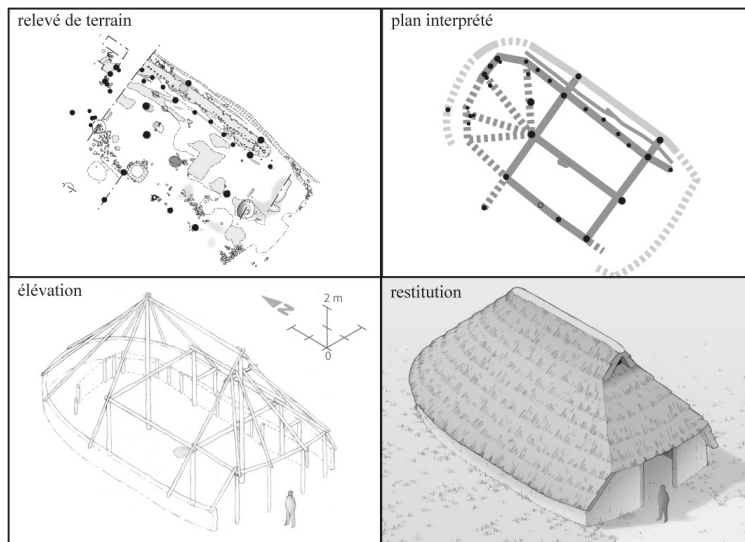 relevé de terrain
plan interprété
élévation
N
2 m
0
restitution